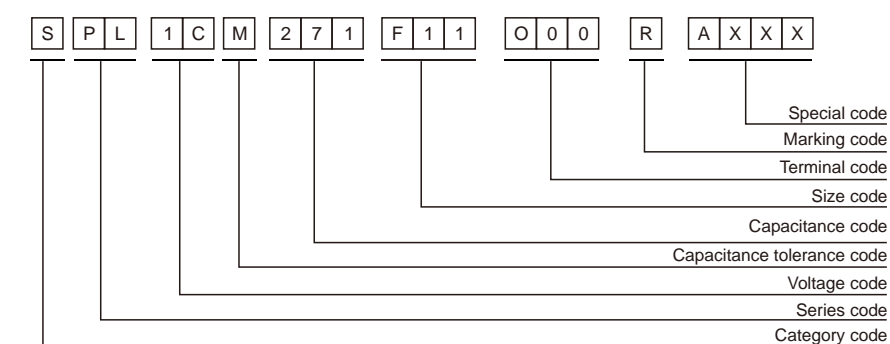 S P L 1 C M 2 7 1 F 1 1 O 0 0 R A X X X
Special code
Marking code
Terminal code
Size code
Capacitance code
Capacitance tolerance code
Voltage code
Series code
Category code